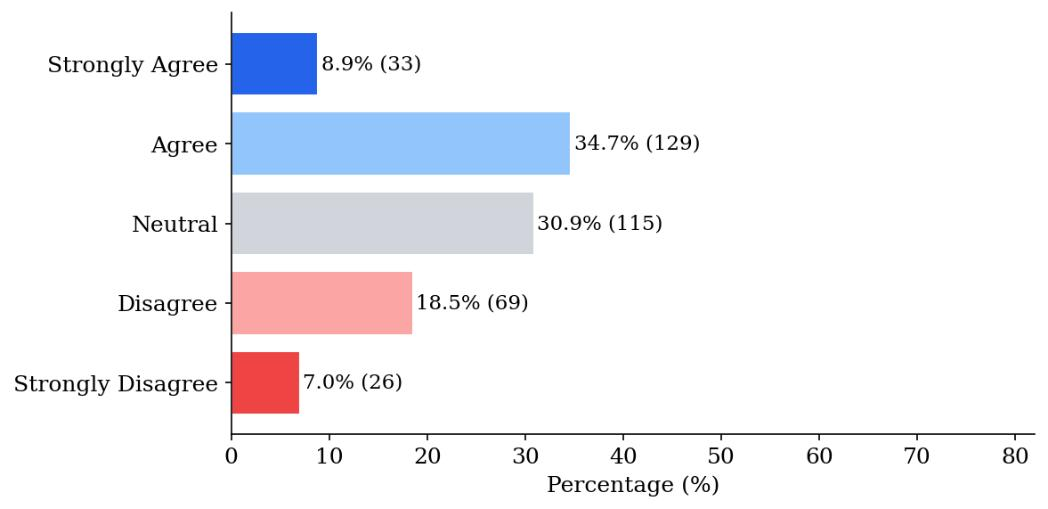 Strongly Agree 8.9% (33)
Agree 34.7% (129)
Neutral 30.9% (115)
Disagree 18.5% (69)
Strongly Disagree 7.0% (26)
0 10 20 30 40 50 60 70 80
Percentage (%)